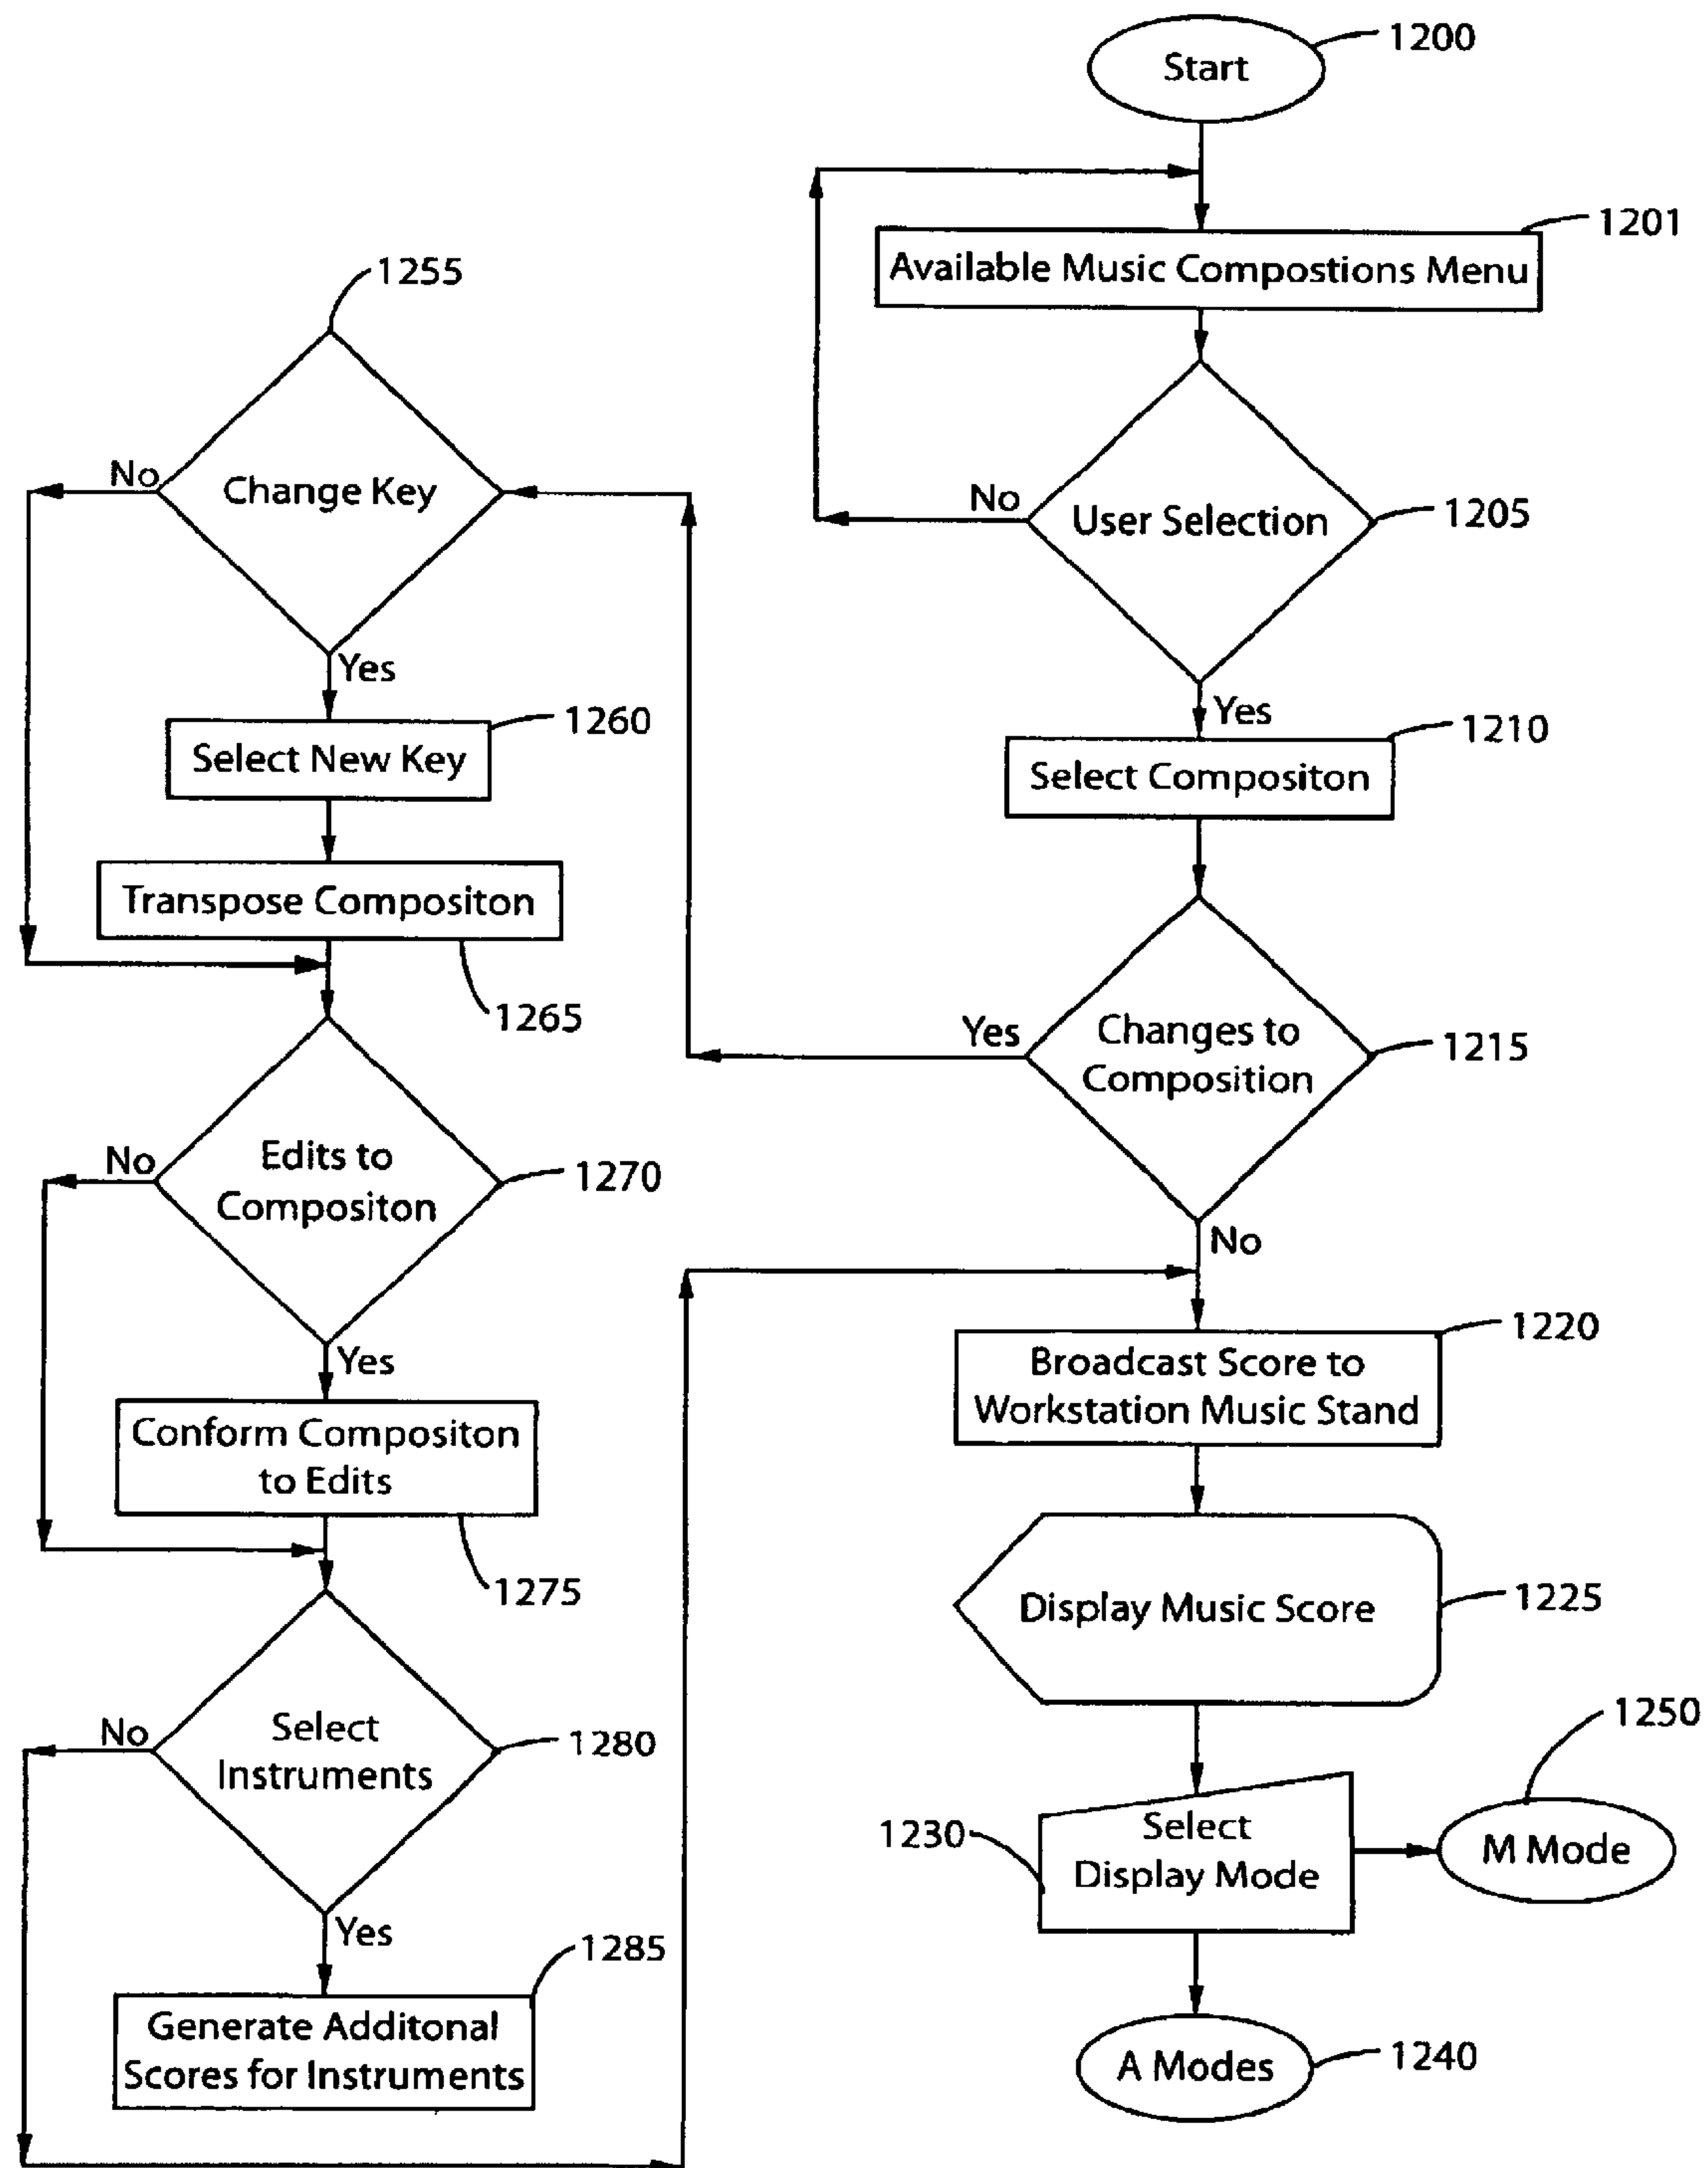 Start
1200
Available Music Compostions Menu
1201
User Selection
1205
No
Yes
Select Compositon
1210
Changes to
Composition
1215
Yes
No
Change Key
1255
No
Yes
Select New Key
1260
Transpose Compositon
1265
Edits to
Compositon
1270
No
Yes
Conform Compositon
to Edits
1275
Select
Instruments
1280
No
Yes
Generate Additonal
Scores for Instruments
1285
Broadcast Score to
Workstation Music Stand
1220
Display Music Score
1225
Select
Display Mode
1230
M Mode
1250
A Modes
1240